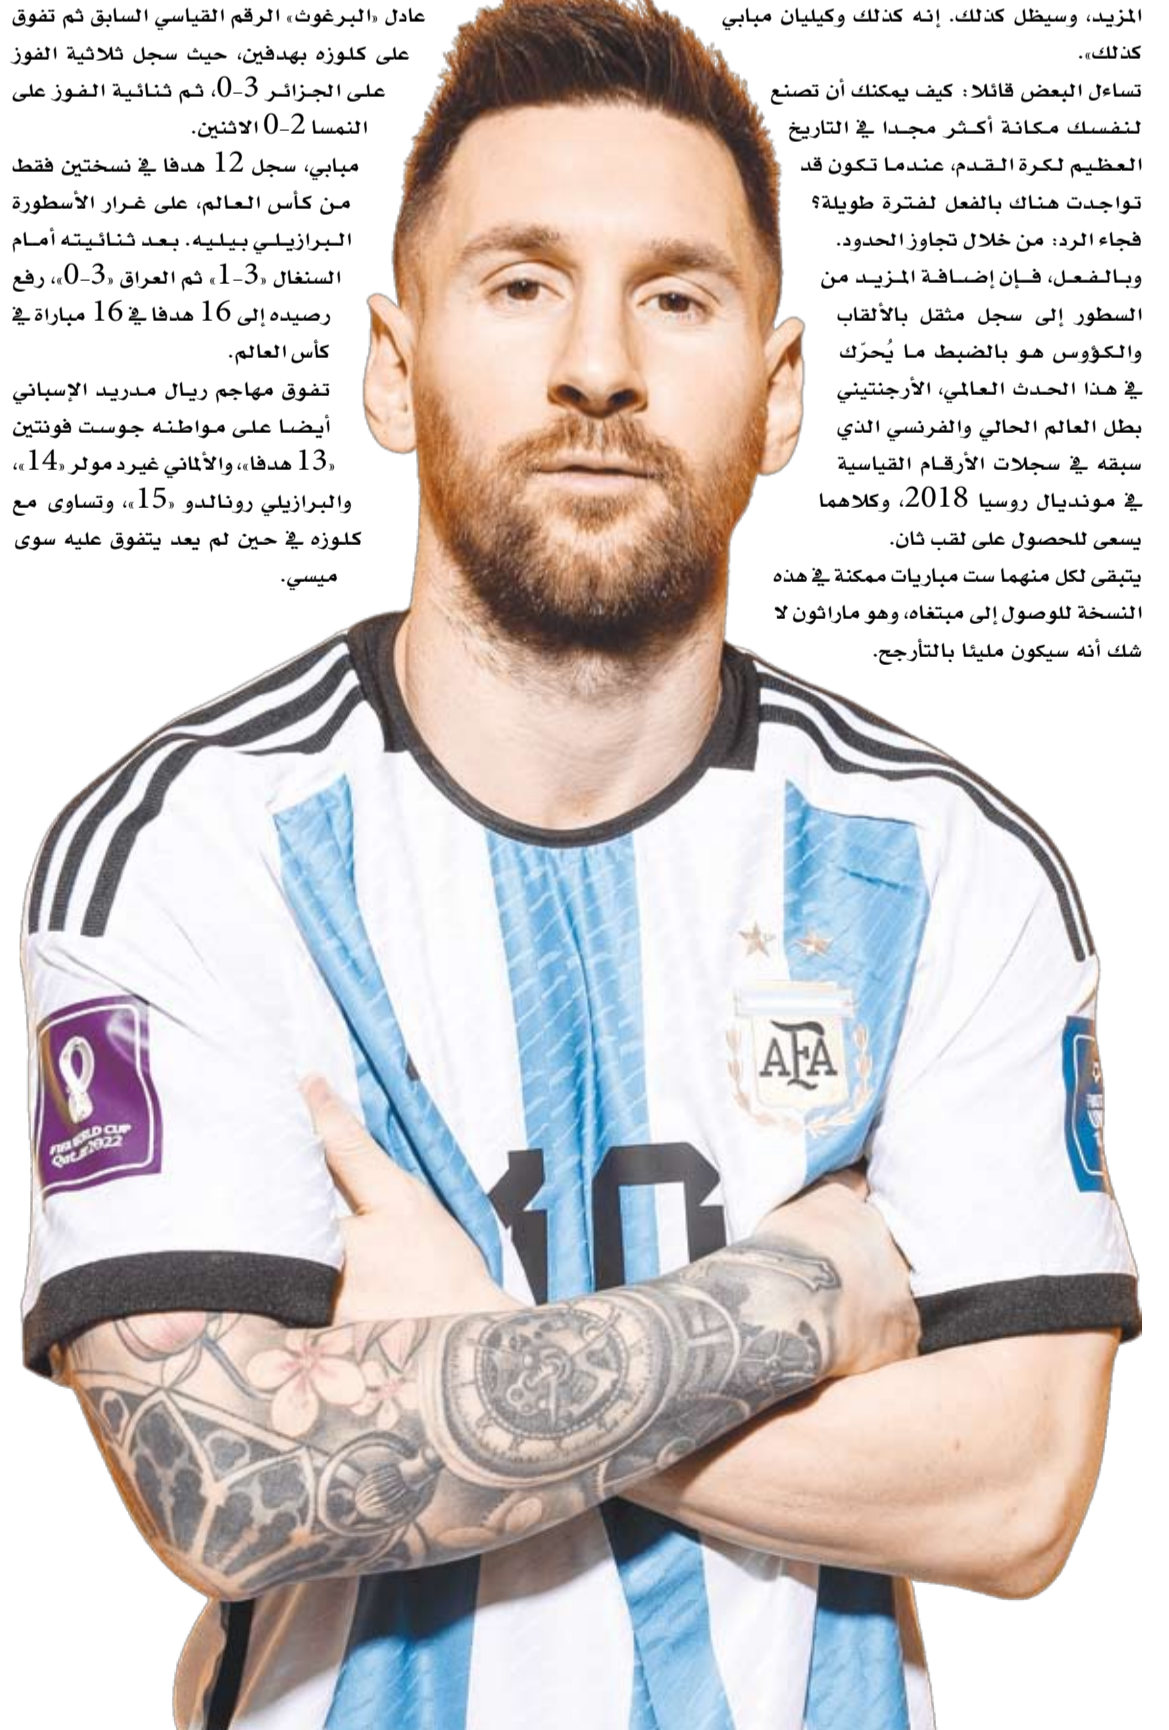 المزيد، وسيظل كذلك. إنه كذلك وكيليان مبابي
كذلك».
تساءل البعض قائلا: كيف يمكنك أن تصنع
لنفسك مكانة أكثر مجدا في التاريخ
العظيم لكرة القدم، عندما تكون قد
تواجدت هناك بالفعل لفترة طويلة؟
فجاء الرد: من خلال تجاوز الحدود.
وبالفعل، فإن إضافة المزيد من
السطور إلى سجل مثقل بالألقاب
والكؤوس هو بالضبط ما يُحرّك
في هذا الحدث العالمي، الأرجنتيني
بطل العالم الحالي والفرنسي الذي
سبقه في سجلات الأرقام القياسية
في مونديال روسيا 2018، وكلاهما
يسعى للحصول على لقب ثان.
يتبقى لكل منهما ست مباريات ممكنة في هذه
النسخة للوصول إلى مبتغاه، وهو ماراثون لا
شك أنه سيكون مليئا بالتأرجح.
عادل «البرغوث» الرقم القياسي السابق ثم تفوق
على كلوزه بهدفين، حيث سجل ثلاثية الفوز
على الجزائر 3-0، ثم ثنائية الفوز على
النمسا 2-0 الاثنين.
مبابي، سجل 12 هدفا في نسختين فقط
من كأس العالم، على غرار الأسطورة
البرازيلي بيليه. بعد ثنائيته أمام
السنغال «3-1» ثم العراق «3-0»، رفع
رصيده إلى 16 هدفا في 16 مباراة في
كأس العالم.
تفوق مهاجم ريال مدريد الإسباني
أيضا على مواطنه جوست فونتين
«13 هدفا»، والألماني غيرد مولر «14»،
والبرازيلي رونالدو «15»، وتساوى مع
كلوزه في حين لم يعد يتفوق عليه سوى
ميسي.
AFA
FIFA WORLD CUP
Qatar2022
10